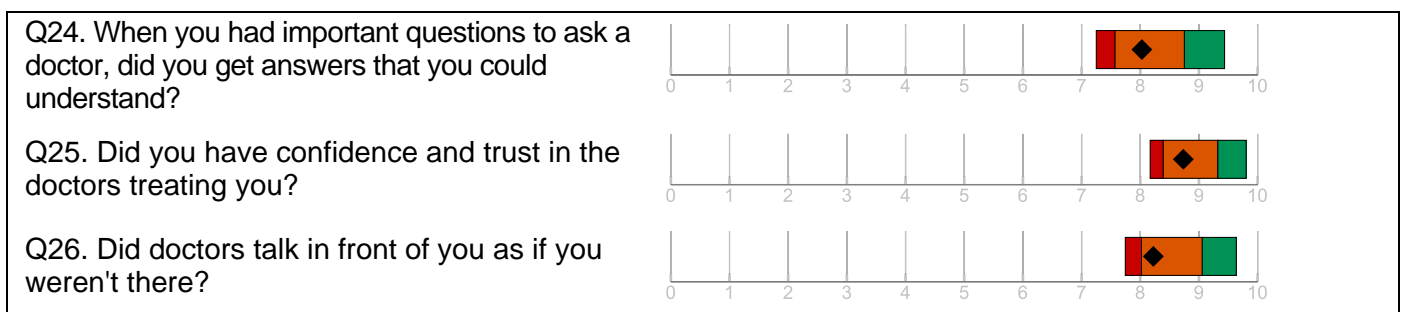 Q24. When you had important questions to ask a
doctor, did you get answers that you could
understand?
0 1 2 3 4 5 6 7 8 9 10
Q25. Did you have confidence and trust in the
doctors treating you?
0 1 2 3 4 5 6 7 8 9 10
Q26. Did doctors talk in front of you as if you
weren't there?
0 1 2 3 4 5 6 7 8 9 10